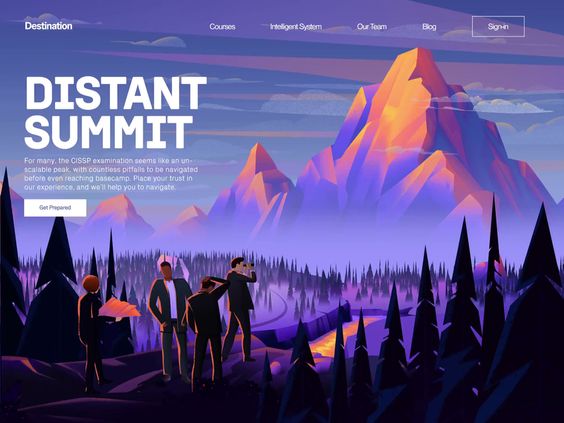 Destination
Courses
Intelligent System
Our Team
Blog
Sign-in
DISTANT
SUMMIT
For many, the CISSP examination seems like an un-
scalable peak, with countless pitfalls to be navigated
before even reaching basecamp. Place your trust in
our experience, and we'll help you to navigate.
Get Prepared